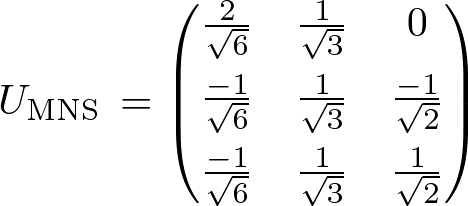 2/√6 1/√3 0
U_MNS = ( -1/√6 1/√3 -1/√2 )
-1/√6 1/√3 1/√2